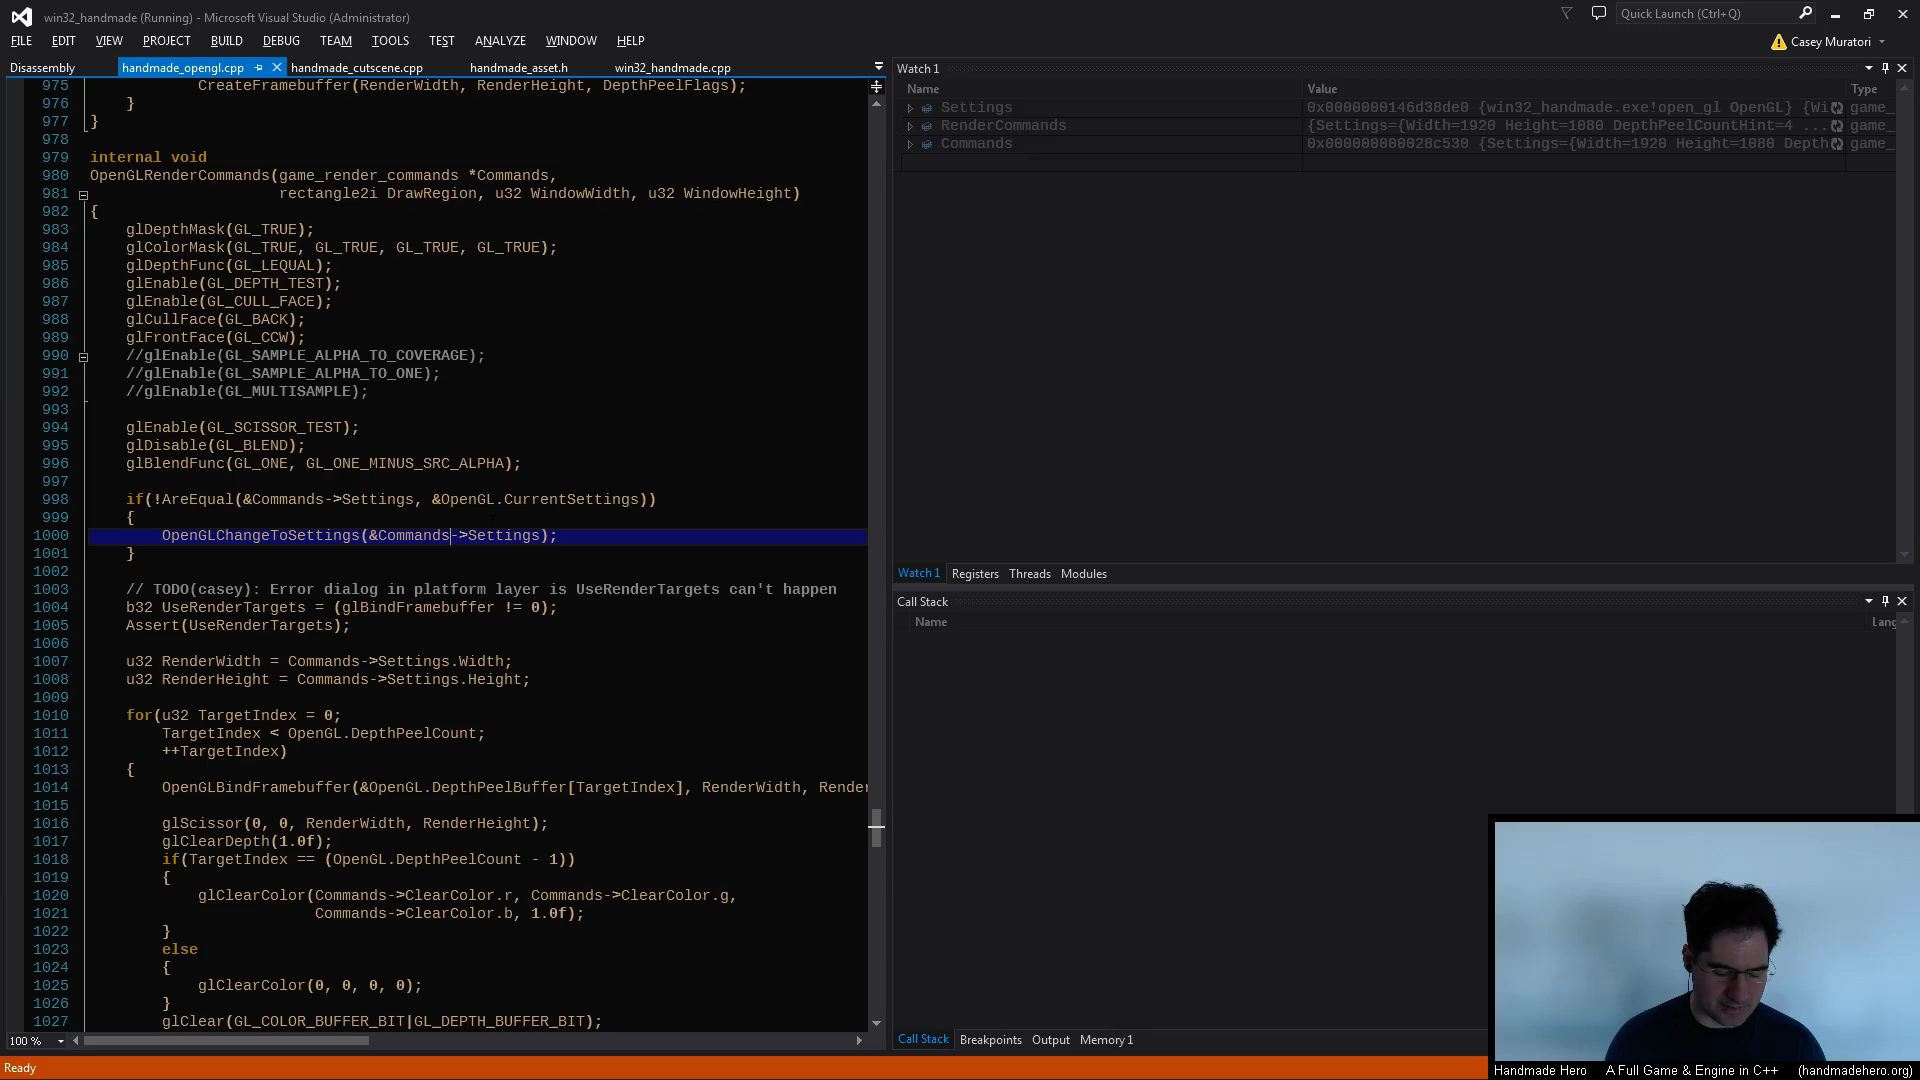 win32_handmade (Running) - Microsoft Visual Studio (Administrator)
Quick Launch (Ctrl+Q)
FILE EDIT VIEW PROJECT BUILD DEBUG TEAM TOOLS TEST ANALYZE WINDOW HELP
Casey Muratori
Disassembly handmade_opengl.cpp handmade_cutscene.cpp handmade_asset.h win32_handmade.cpp
975 CreateFramebuffer(RenderWidth, RenderHeight, DepthPeelFlags);
976 }
977 }
978
979 internal void
980 OpenGLRenderCommands(game_render_commands *Commands,
981 rectangle2i DrawRegion, u32 WindowWidth, u32 WindowHeight)
982 {
983 glDepthMask(GL_TRUE);
984 glColorMask(GL_TRUE, GL_TRUE, GL_TRUE, GL_TRUE);
985 glDepthFunc(GL_LEQUAL);
986 glEnable(GL_DEPTH_TEST);
987 glEnable(GL_CULL_FACE);
988 glCullFace(GL_BACK);
989 glFrontFace(GL_CCW);
990 //glEnable(GL_SAMPLE_ALPHA_TO_COVERAGE);
991 //glEnable(GL_SAMPLE_ALPHA_TO_ONE);
992 //glEnable(GL_MULTISAMPLE);
993
994 glEnable(GL_SCISSOR_TEST);
995 glDisable(GL_BLEND);
996 glBlendFunc(GL_ONE, GL_ONE_MINUS_SRC_ALPHA);
997
998 if(!AreEqual(&Commands->Settings, &OpenGL.CurrentSettings))
999 {
1000 OpenGLChangeToSettings(&Commands->Settings);
1001 }
1002
1003 // TODO(casey): Error dialog in platform layer is UseRenderTargets can't happen
1004 b32 UseRenderTargets = (glBindFramebuffer != 0);
1005 Assert(UseRenderTargets);
1006
1007 u32 RenderWidth = Commands->Settings.Width;
1008 u32 RenderHeight = Commands->Settings.Height;
1009
1010 for(u32 TargetIndex = 0;
1011 TargetIndex < OpenGL.DepthPeelCount;
1012 ++TargetIndex)
1013 {
1014 OpenGLBindFramebuffer(&OpenGL.DepthPeelBuffer[TargetIndex], RenderWidth, Render
1015
1016 glScissor(0, 0, RenderWidth, RenderHeight);
1017 glClearDepth(1.0f);
1018 if(TargetIndex == (OpenGL.DepthPeelCount - 1))
1019 {
1020 glClearColor(Commands->ClearColor.r, Commands->ClearColor.g,
1021 Commands->ClearColor.b, 1.0f);
1022 }
1023 else
1024 {
1025 glClearColor(0, 0, 0, 0);
1026 }
1027 glClear(GL_COLOR_BUFFER_BIT|GL_DEPTH_BUFFER_BIT);
100 %
Ready
Watch 1
Name Value Type
Settings 0x0000000146d38de0 {win32_handmade.exe!open_gl OpenGL} {Wi game_
RenderCommands {Settings={Width=1920 Height=1080 DepthPeelCountHint=4 ... game_
Commands 0x000000000028c530 {Settings={Width=1920 Height=1080 Depth game_
Watch 1 Registers Threads Modules
Call Stack
Name Lang
Call Stack Breakpoints Output Memory 1
Handmade Hero A Full Game & Engine in C++ (handmadehero.org)